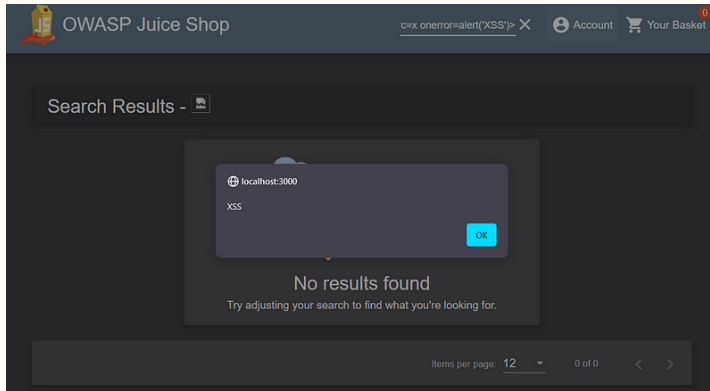 OWASP Juice Shop
c=x onerror=alert('XSS')>
Account
Your Basket
0
Search Results -
localhost:3000
XSS
OK
No results found
Try adjusting your search to find what you're looking for.
Items per page: 12
0 of 0